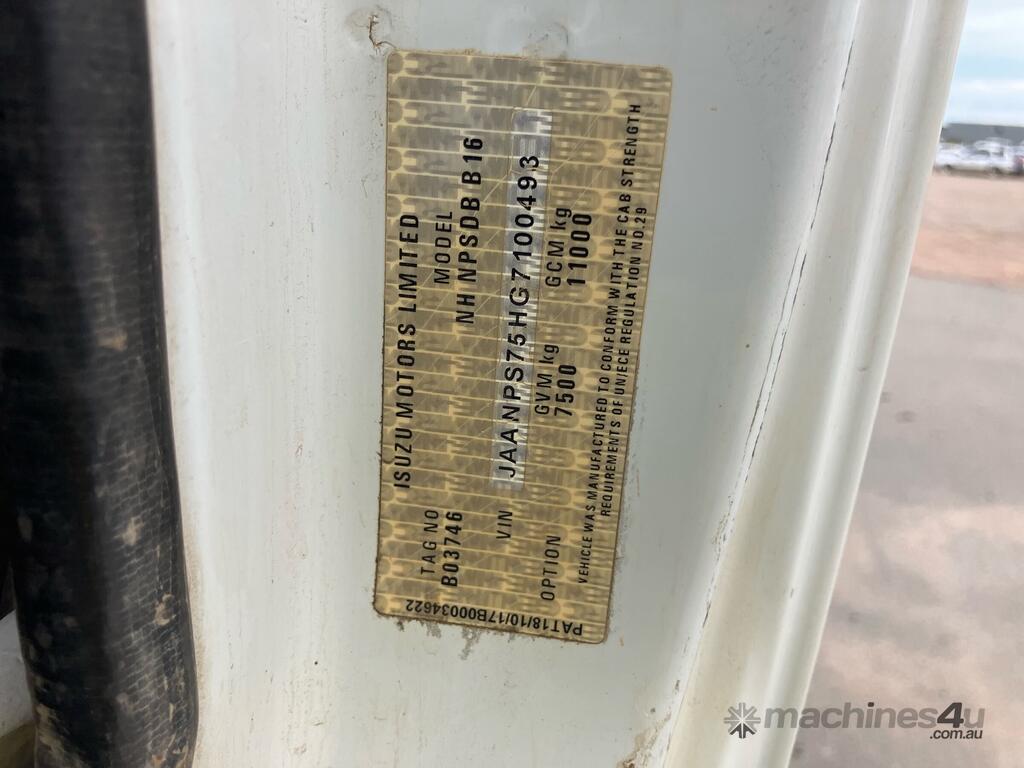 ISUZU MOTORS LIMITED
TAG NO MODEL
B03746 NH NPSDB B16
VIN JAANPS75HG7100493
GVM kg GCM kg
OPTION 7500 11000
VEHICLE WAS MANUFACTURED TO CONFORM WITH THE CAB STRENGTH
REQUIREMENTS OF UN/ECE REGULATION NO.29
PAT18/10/17B00034622
machines4u
.com.au